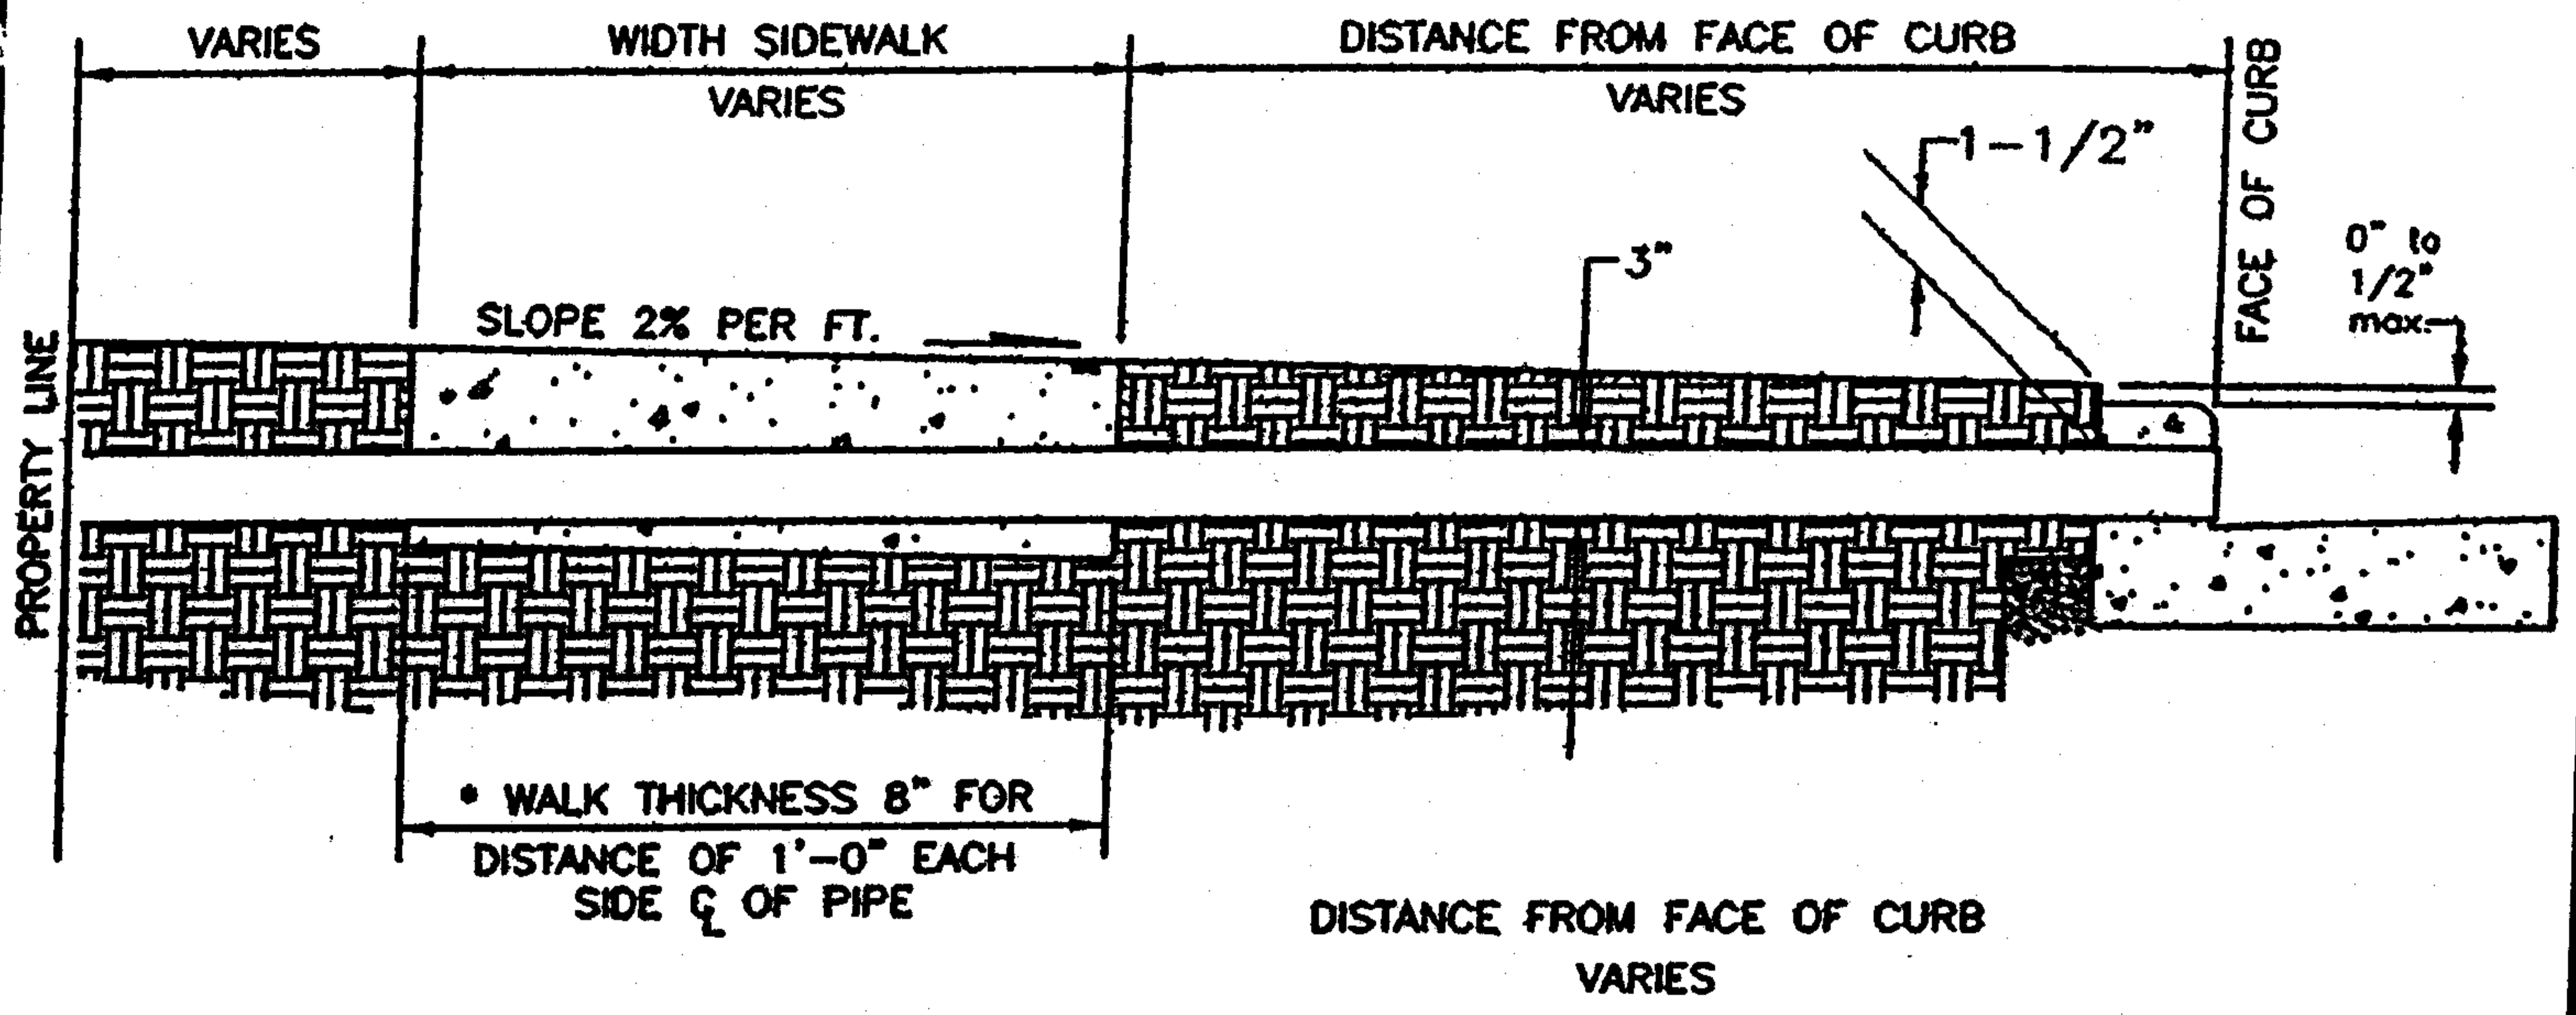 VARIES
WIDTH SIDEWALK
VARIES
DISTANCE FROM FACE OF CURB
VARIES
FACE OF CURB
1-1/2"
3"
0" to
1/2"
max.
SLOPE 2% PER FT.
PROPERTY LINE
* WALK THICKNESS 8" FOR
DISTANCE OF 1'-0" EACH
SIDE ℄ OF PIPE
DISTANCE FROM FACE OF CURB
VARIES